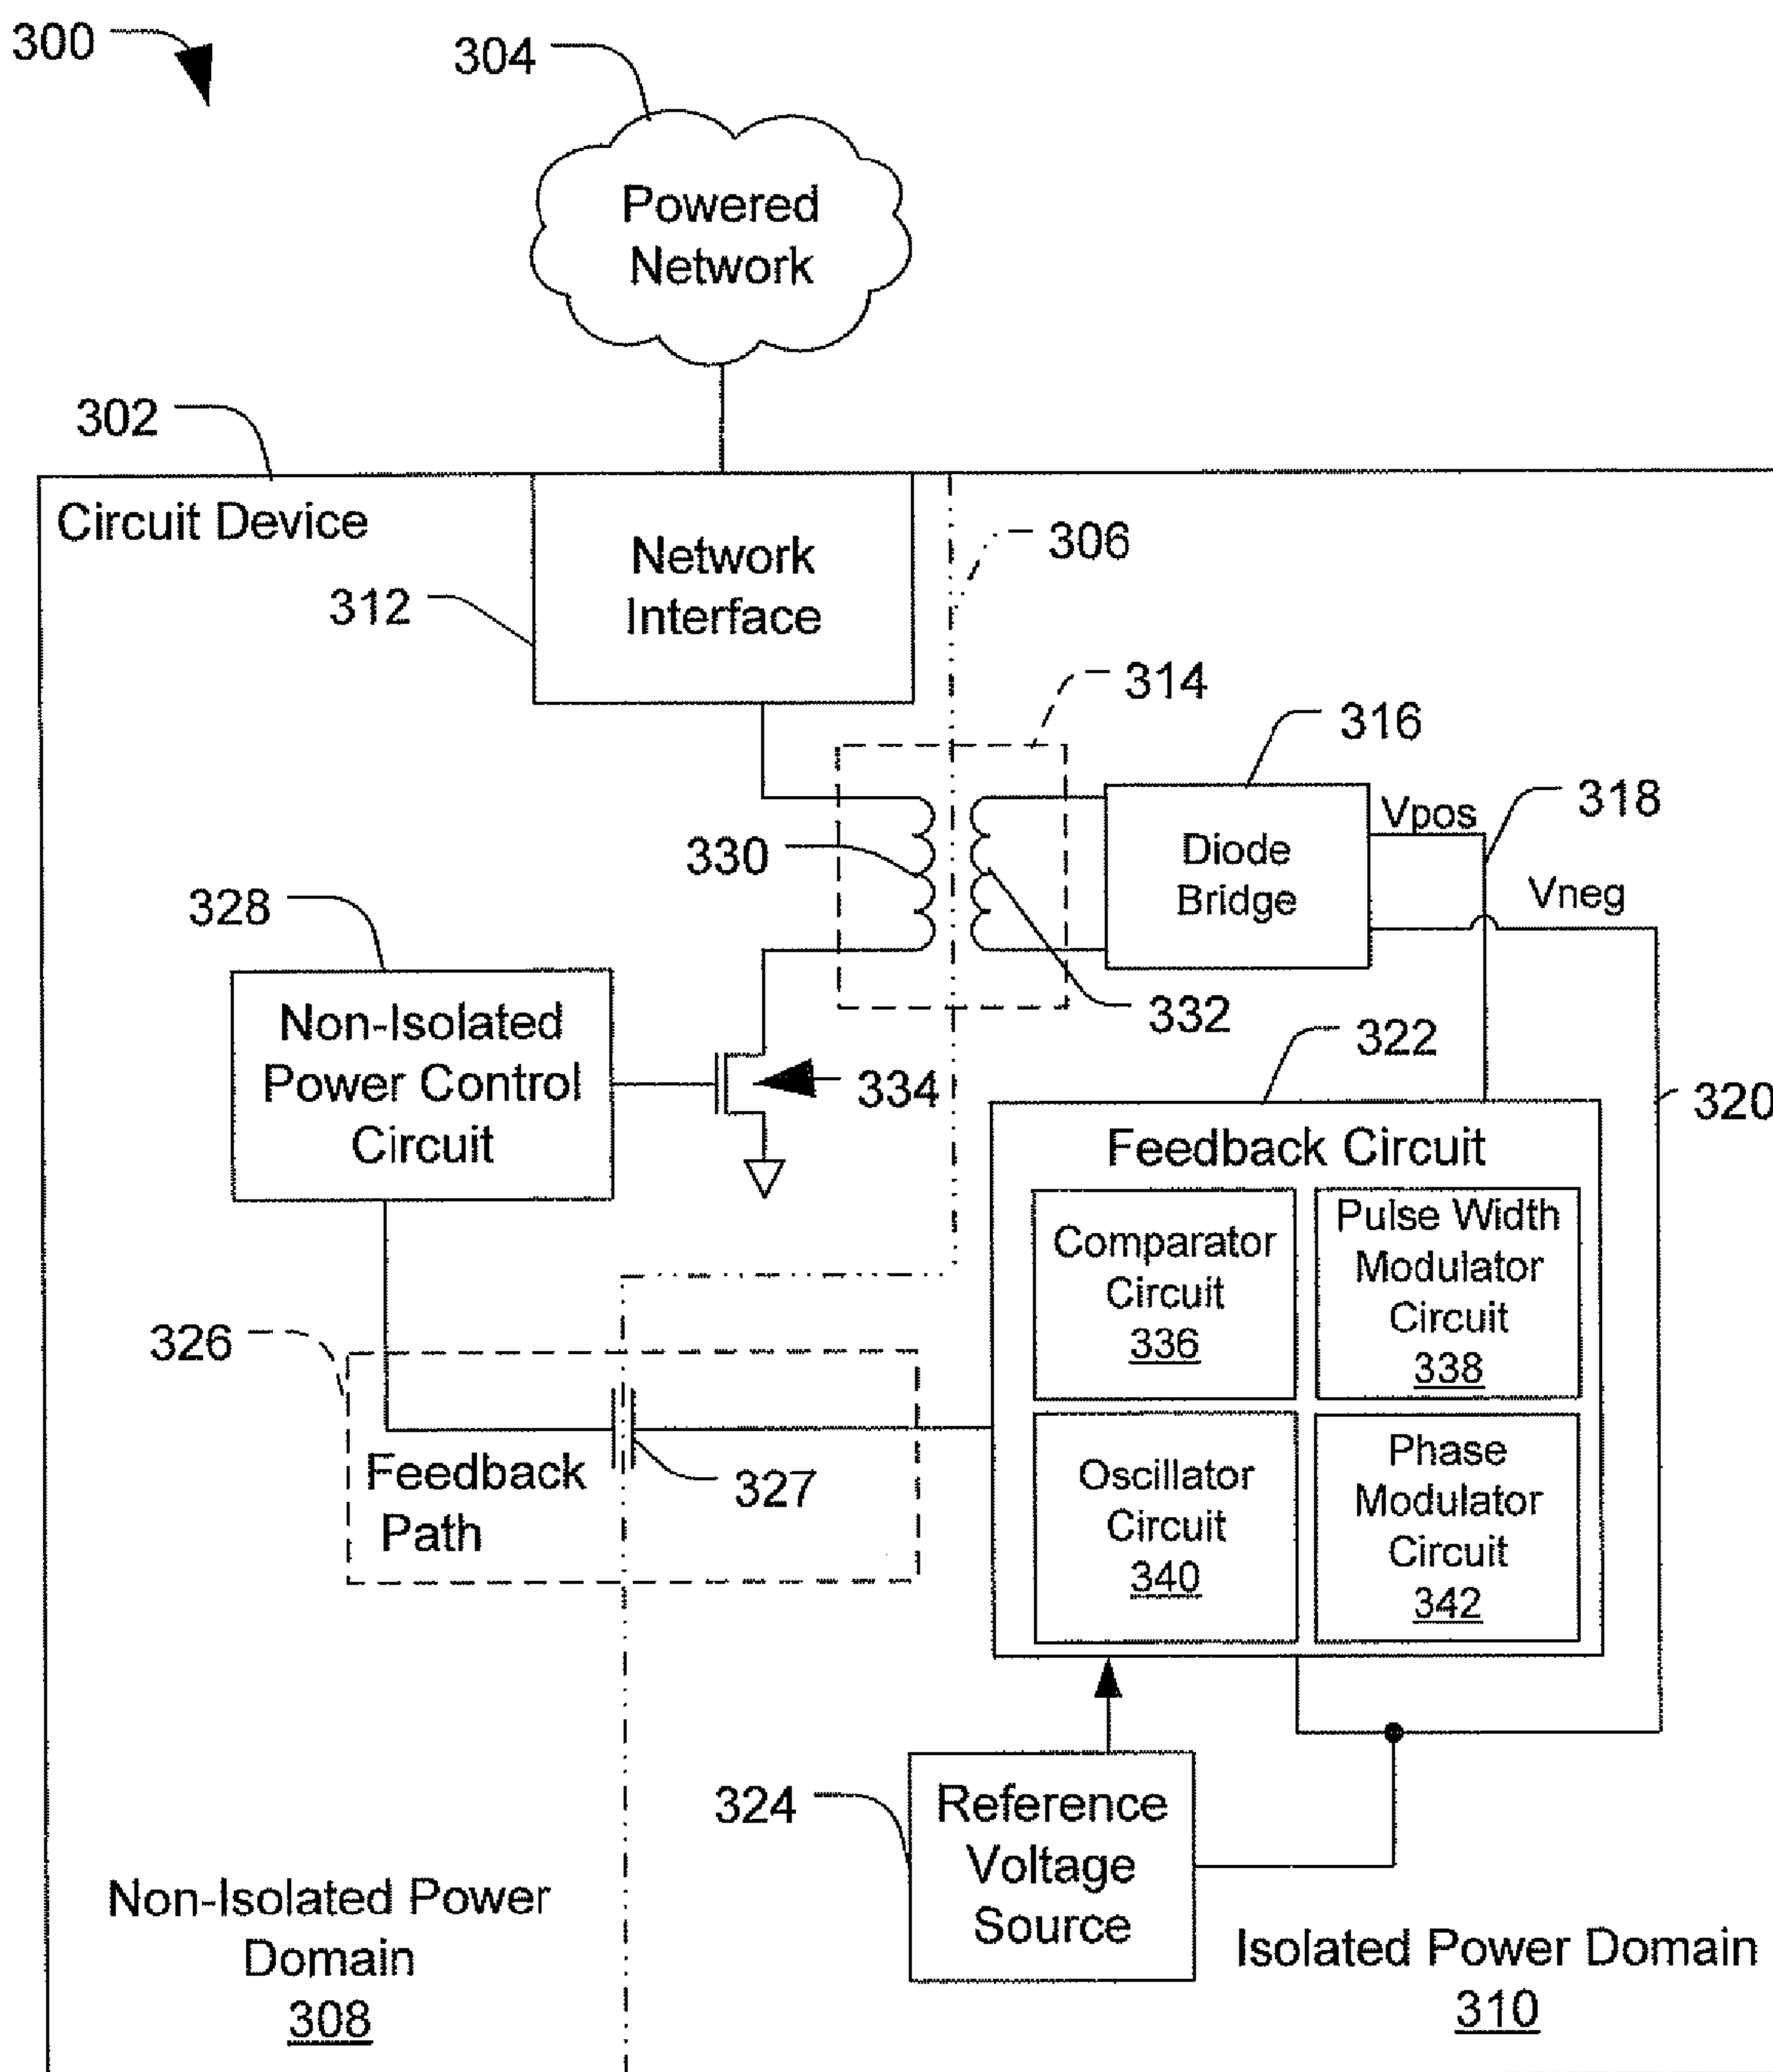 300
304
Powered
Network
302
Circuit Device
Network
Interface
306
312
314
316
318
Vpos
330
Diode
Bridge
Vneg
328
332
322
Non-Isolated
Power Control
Circuit
334
320
Feedback Circuit
Comparator
Circuit
336
Pulse Width
Modulator
Circuit
338
326
Feedback
Path
327
Oscillator
Circuit
340
Phase
Modulator
Circuit
342
324
Reference
Voltage
Source
Non-Isolated Power
Domain
308
Isolated Power Domain
310